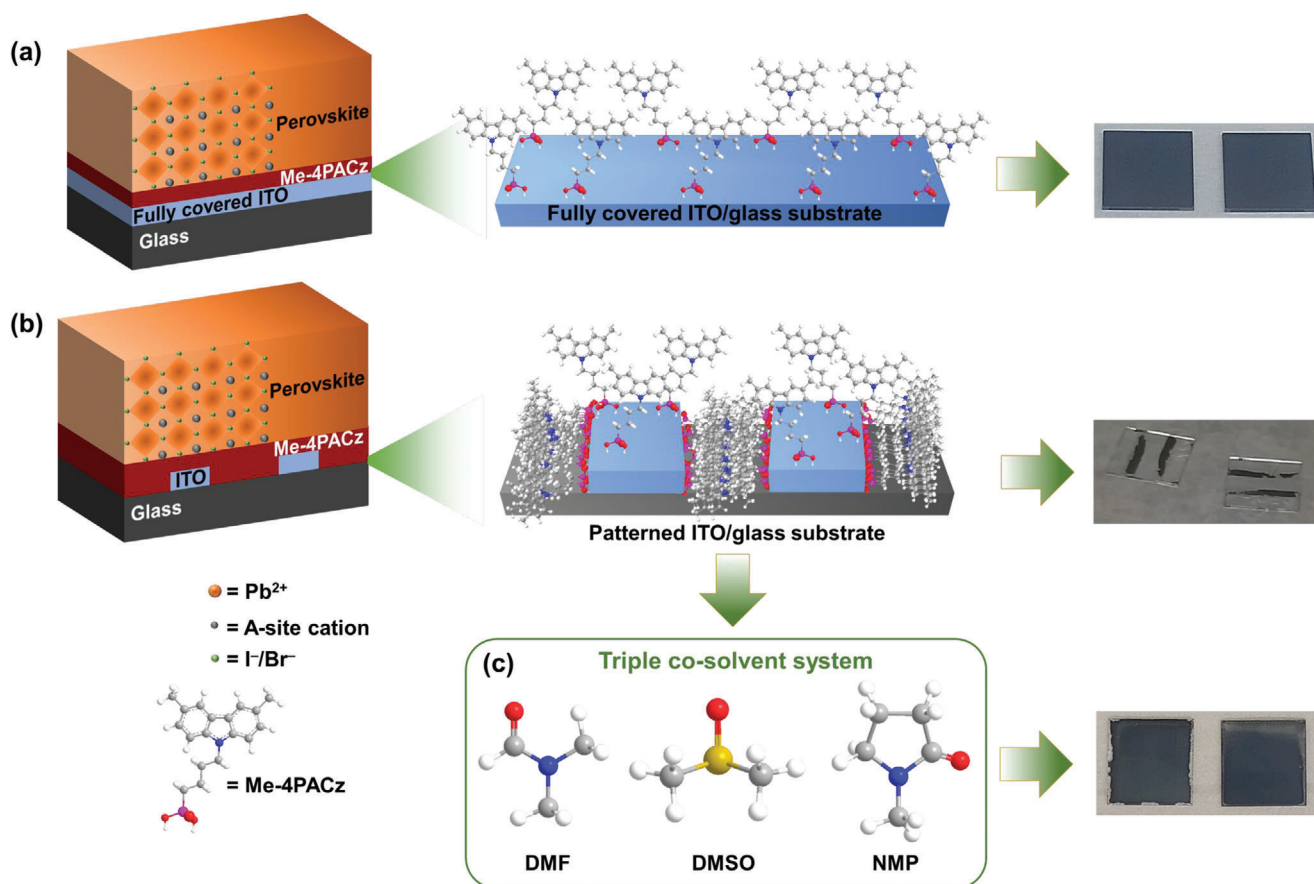 (a)
Perovskite
Me-4PACz
Fully covered ITO
Glass
Fully covered ITO/glass substrate
(b)
Perovskite
Me-4PACz
ITO
Glass
Patterned ITO/glass substrate
= Pb²⁺
= A-site cation
= I⁻/Br⁻
= Me-4PACz
(c)
Triple co-solvent system
DMF
DMSO
NMP